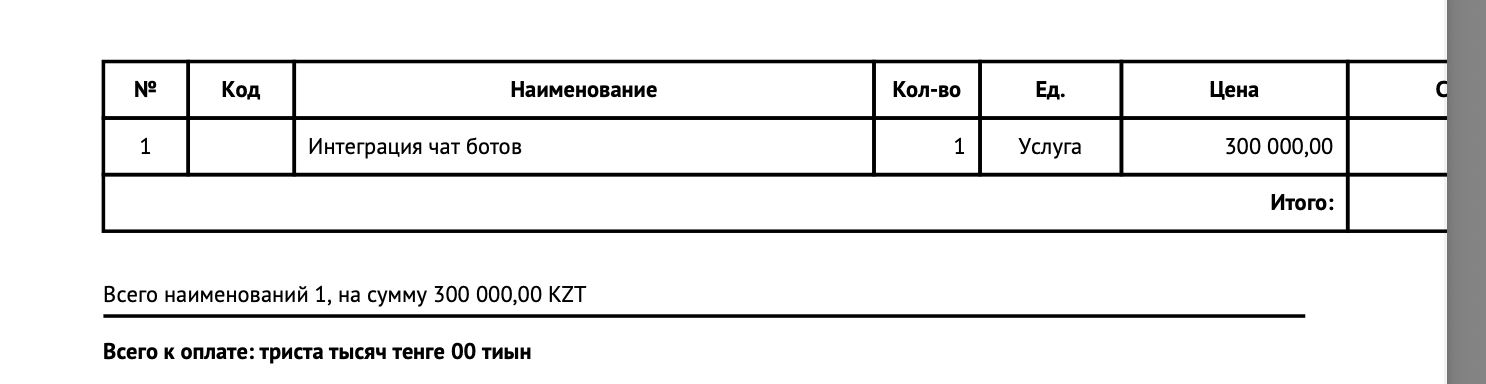 № Код Наименование Кол-во Ед. Цена
1 Интеграция чат ботов 1 Услуга 300 000,00
Итого:
Всего наименований 1, на сумму 300 000,00 KZT
Всего к оплате: триста тысяч тенге 00 тиын